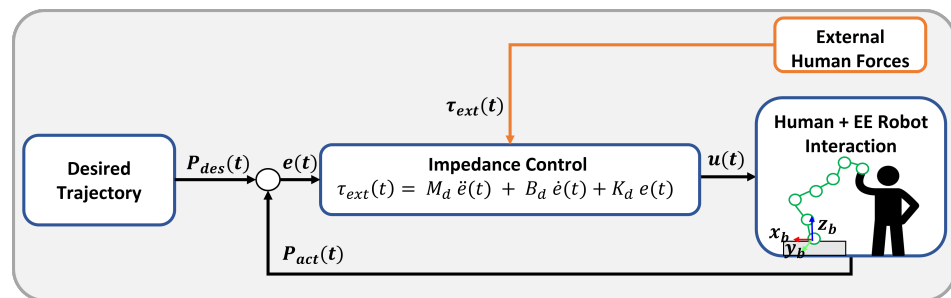 External
Human Forces
τ_ext(t)
Human + EE Robot
Interaction
Desired
Trajectory
P_des(t)
e(t)
Impedance Control
τ_ext(t) = M_d ë(t) + B_d ė(t) + K_d e(t)
u(t)
x_b
y_b
z_b
P_act(t)